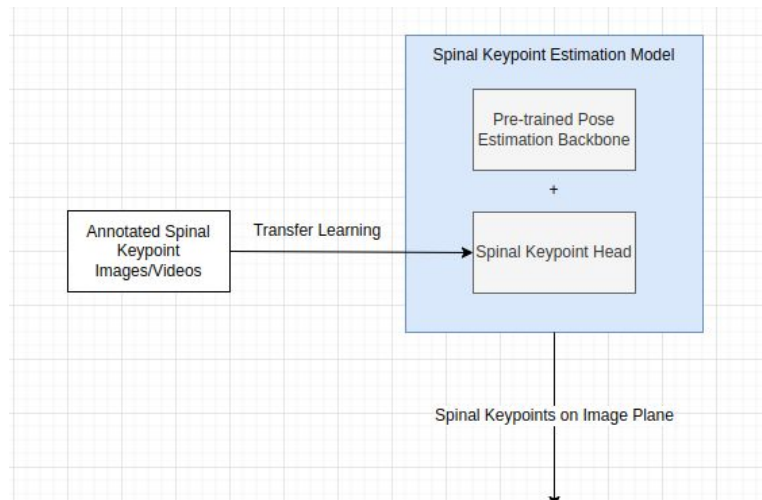 Spinal Keypoint Estimation Model
Pre-trained Pose
Estimation Backbone
+
Annotated Spinal
Keypoint
Images/Videos
Transfer Learning
Spinal Keypoint Head
Spinal Keypoints on Image Plane